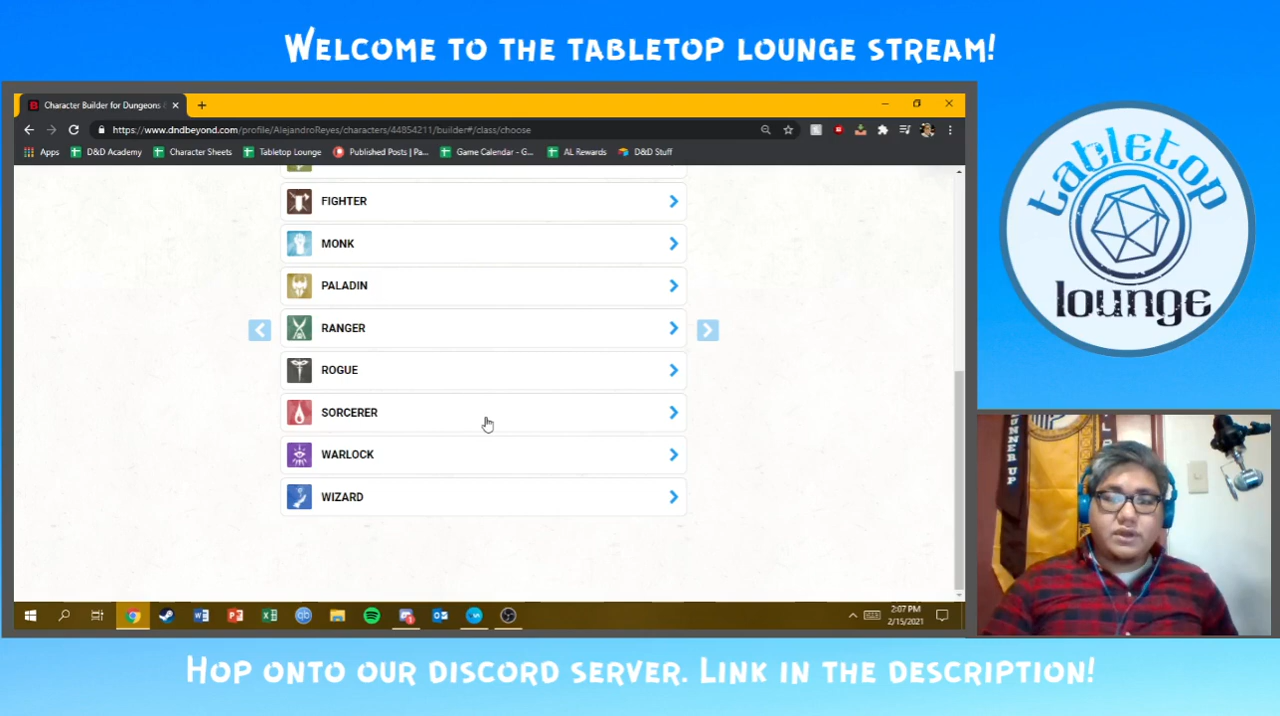 WELCOME TO THE TABLETOP LOUNGE STREAM!
Character Builder for Dungeons
https://www.dndbeyond.com/profile/AlejandroReyes/characters/44854211/builder#/class/choose
Apps D&D Academy Character Sheets Tabletop Lounge Published Posts | Pa... Game Calendar - G... AL Rewards D&D Stuff
FIGHTER
MONK
PALADIN
RANGER
ROGUE
SORCERER
WARLOCK
WIZARD
2:07 PM
2/15/2021
tabletop
lounge
RUNNER UP
HOP ONTO OUR DISCORD SERVER. LINK IN THE DESCRIPTION!